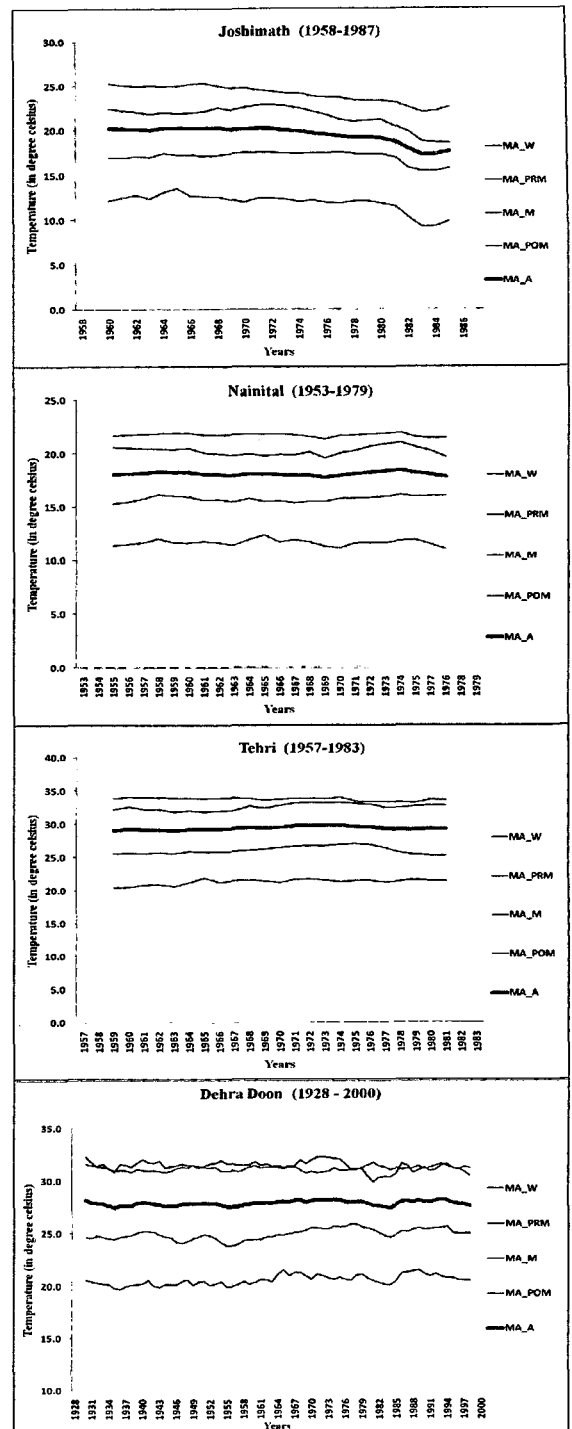 Joshimath (1958-1987)
Temperature (in degree celsius)
30.0
25.0
20.0
15.0
10.0
5.0
0.0
MA_W
MA_PRM
MA_M
MA_POM
MA_A
1958 1960 1962 1964 1966 1968 1970 1972 1974 1976 1978 1980 1982 1984 1986
Years
Nainital (1953-1979)
Temperature (in degree celsius)
25.0
20.0
15.0
10.0
5.0
0.0
MA_W
MA_PRM
MA_M
MA_POM
MA_A
1953 1954 1955 1956 1957 1958 1959 1960 1961 1962 1963 1964 1965 1966 1967 1968 1969 1970 1971 1972 1973 1974 1975 1977 1976 1978 1979
Years
Tehri (1957-1983)
Temperature (in degree celsius)
40.0
35.0
30.0
25.0
20.0
15.0
10.0
5.0
0.0
MA_W
MA_PRM
MA_M
MA_POM
MA_A
1957 1958 1959 1960 1961 1962 1963 1964 1965 1966 1967 1968 1969 1970 1971 1972 1973 1974 1975 1976 1977 1978 1979 1980 1981 1982 1983
Years
Dehra Doon (1928 - 2000)
Temperature (in degree celsius)
35.0
30.0
25.0
20.0
15.0
10.0
MA_W
MA_PRM
MA_M
MA_POM
MA_A
1928 1931 1934 1937 1940 1943 1946 1949 1952 1955 1958 1961 1964 1967 1970 1973 1976 1979 1982 1985 1988 1991 1994 1997 2000
Years